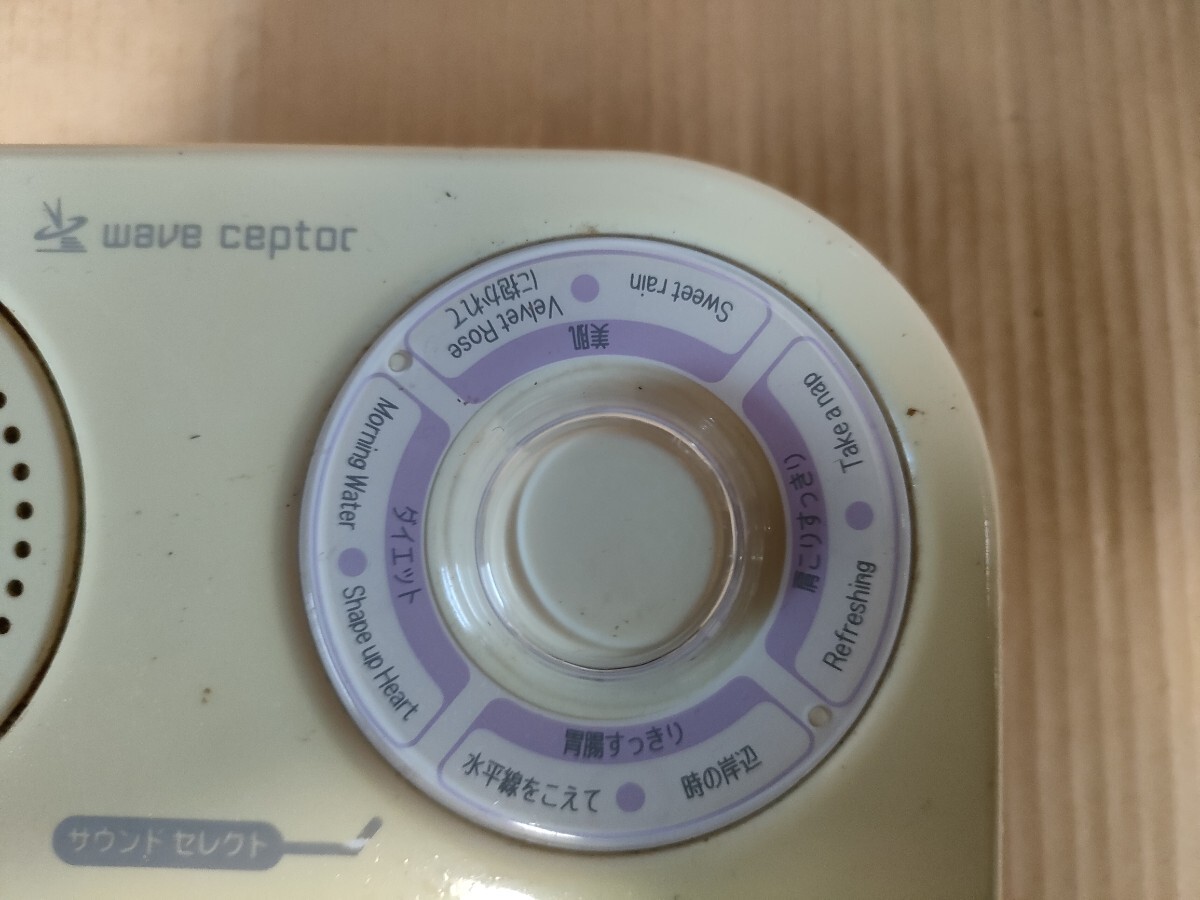 wave ceptor
Velvet Rose
に抱かれて
Sweet rain
美肌
Take a nap
Refreshing
肩こりすっきり
時の岸辺
水平線をこえて
胃腸すっきり
Shape up Heart
Morning Water
ダイエット
サウンド セレクト